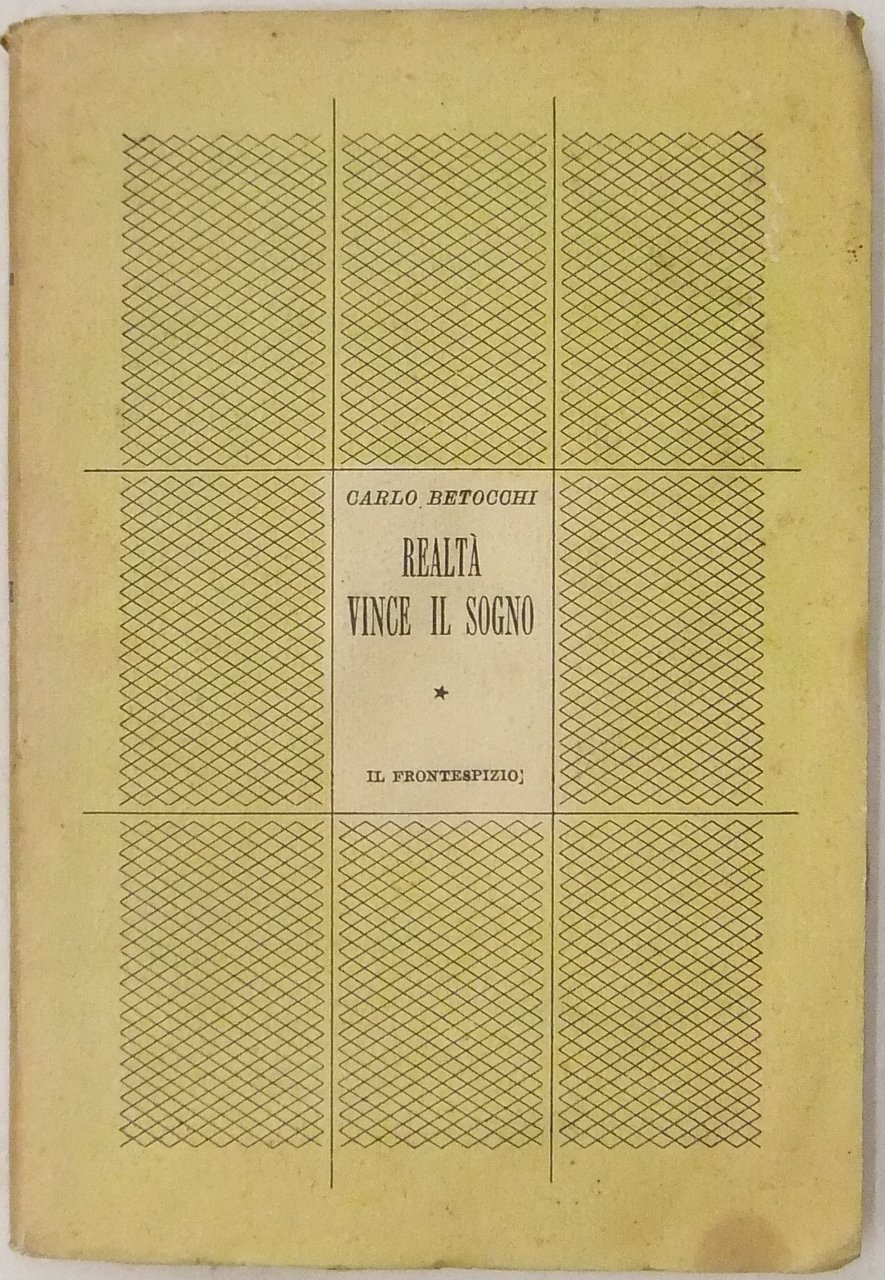 CARLO BETOCCHI
REALTÀ
VINCE IL SOGNO
★
IL FRONTESPIZIO